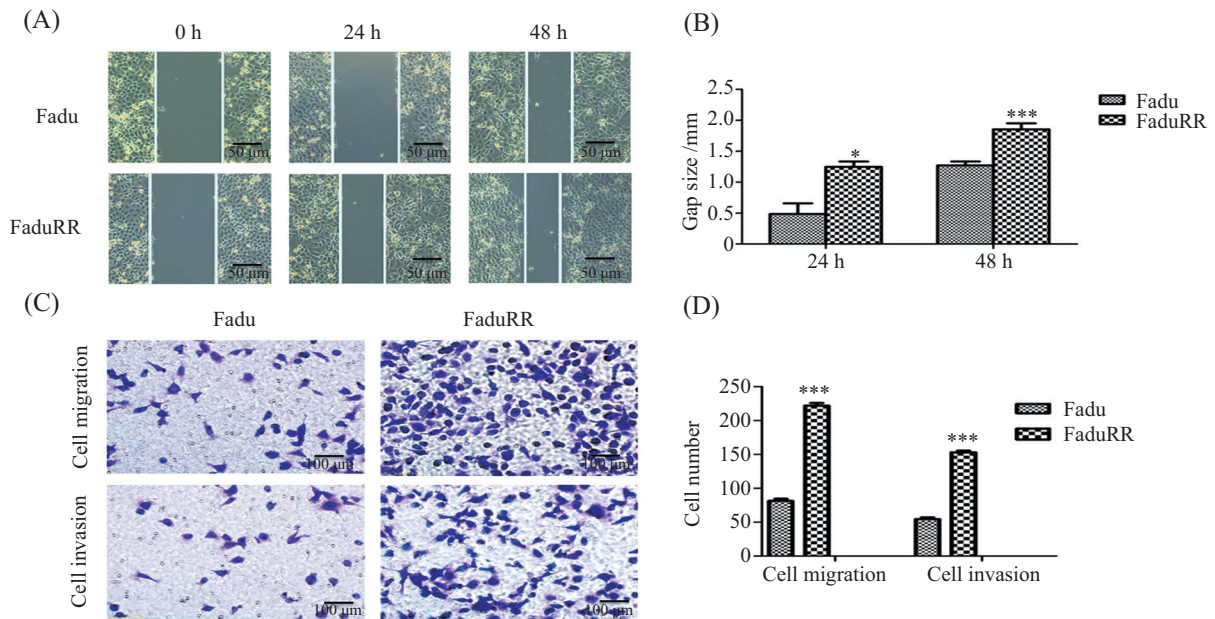 (A)
0 h
24 h
48 h
Fadu
50 μm
50 μm
50 μm
FaduRR
50 μm
50 μm
50 μm
(B)
Gap size /mm
2.5
2.0
1.5
1.0
0.5
0
*
***
24 h
48 h
Fadu
FaduRR
(C)
Fadu
FaduRR
Cell migration
100 μm
100 μm
Cell invasion
100 μm
100 μm
(D)
Cell number
250
200
150
100
50
0
***
***
Cell migration
Cell invasion
Fadu
FaduRR